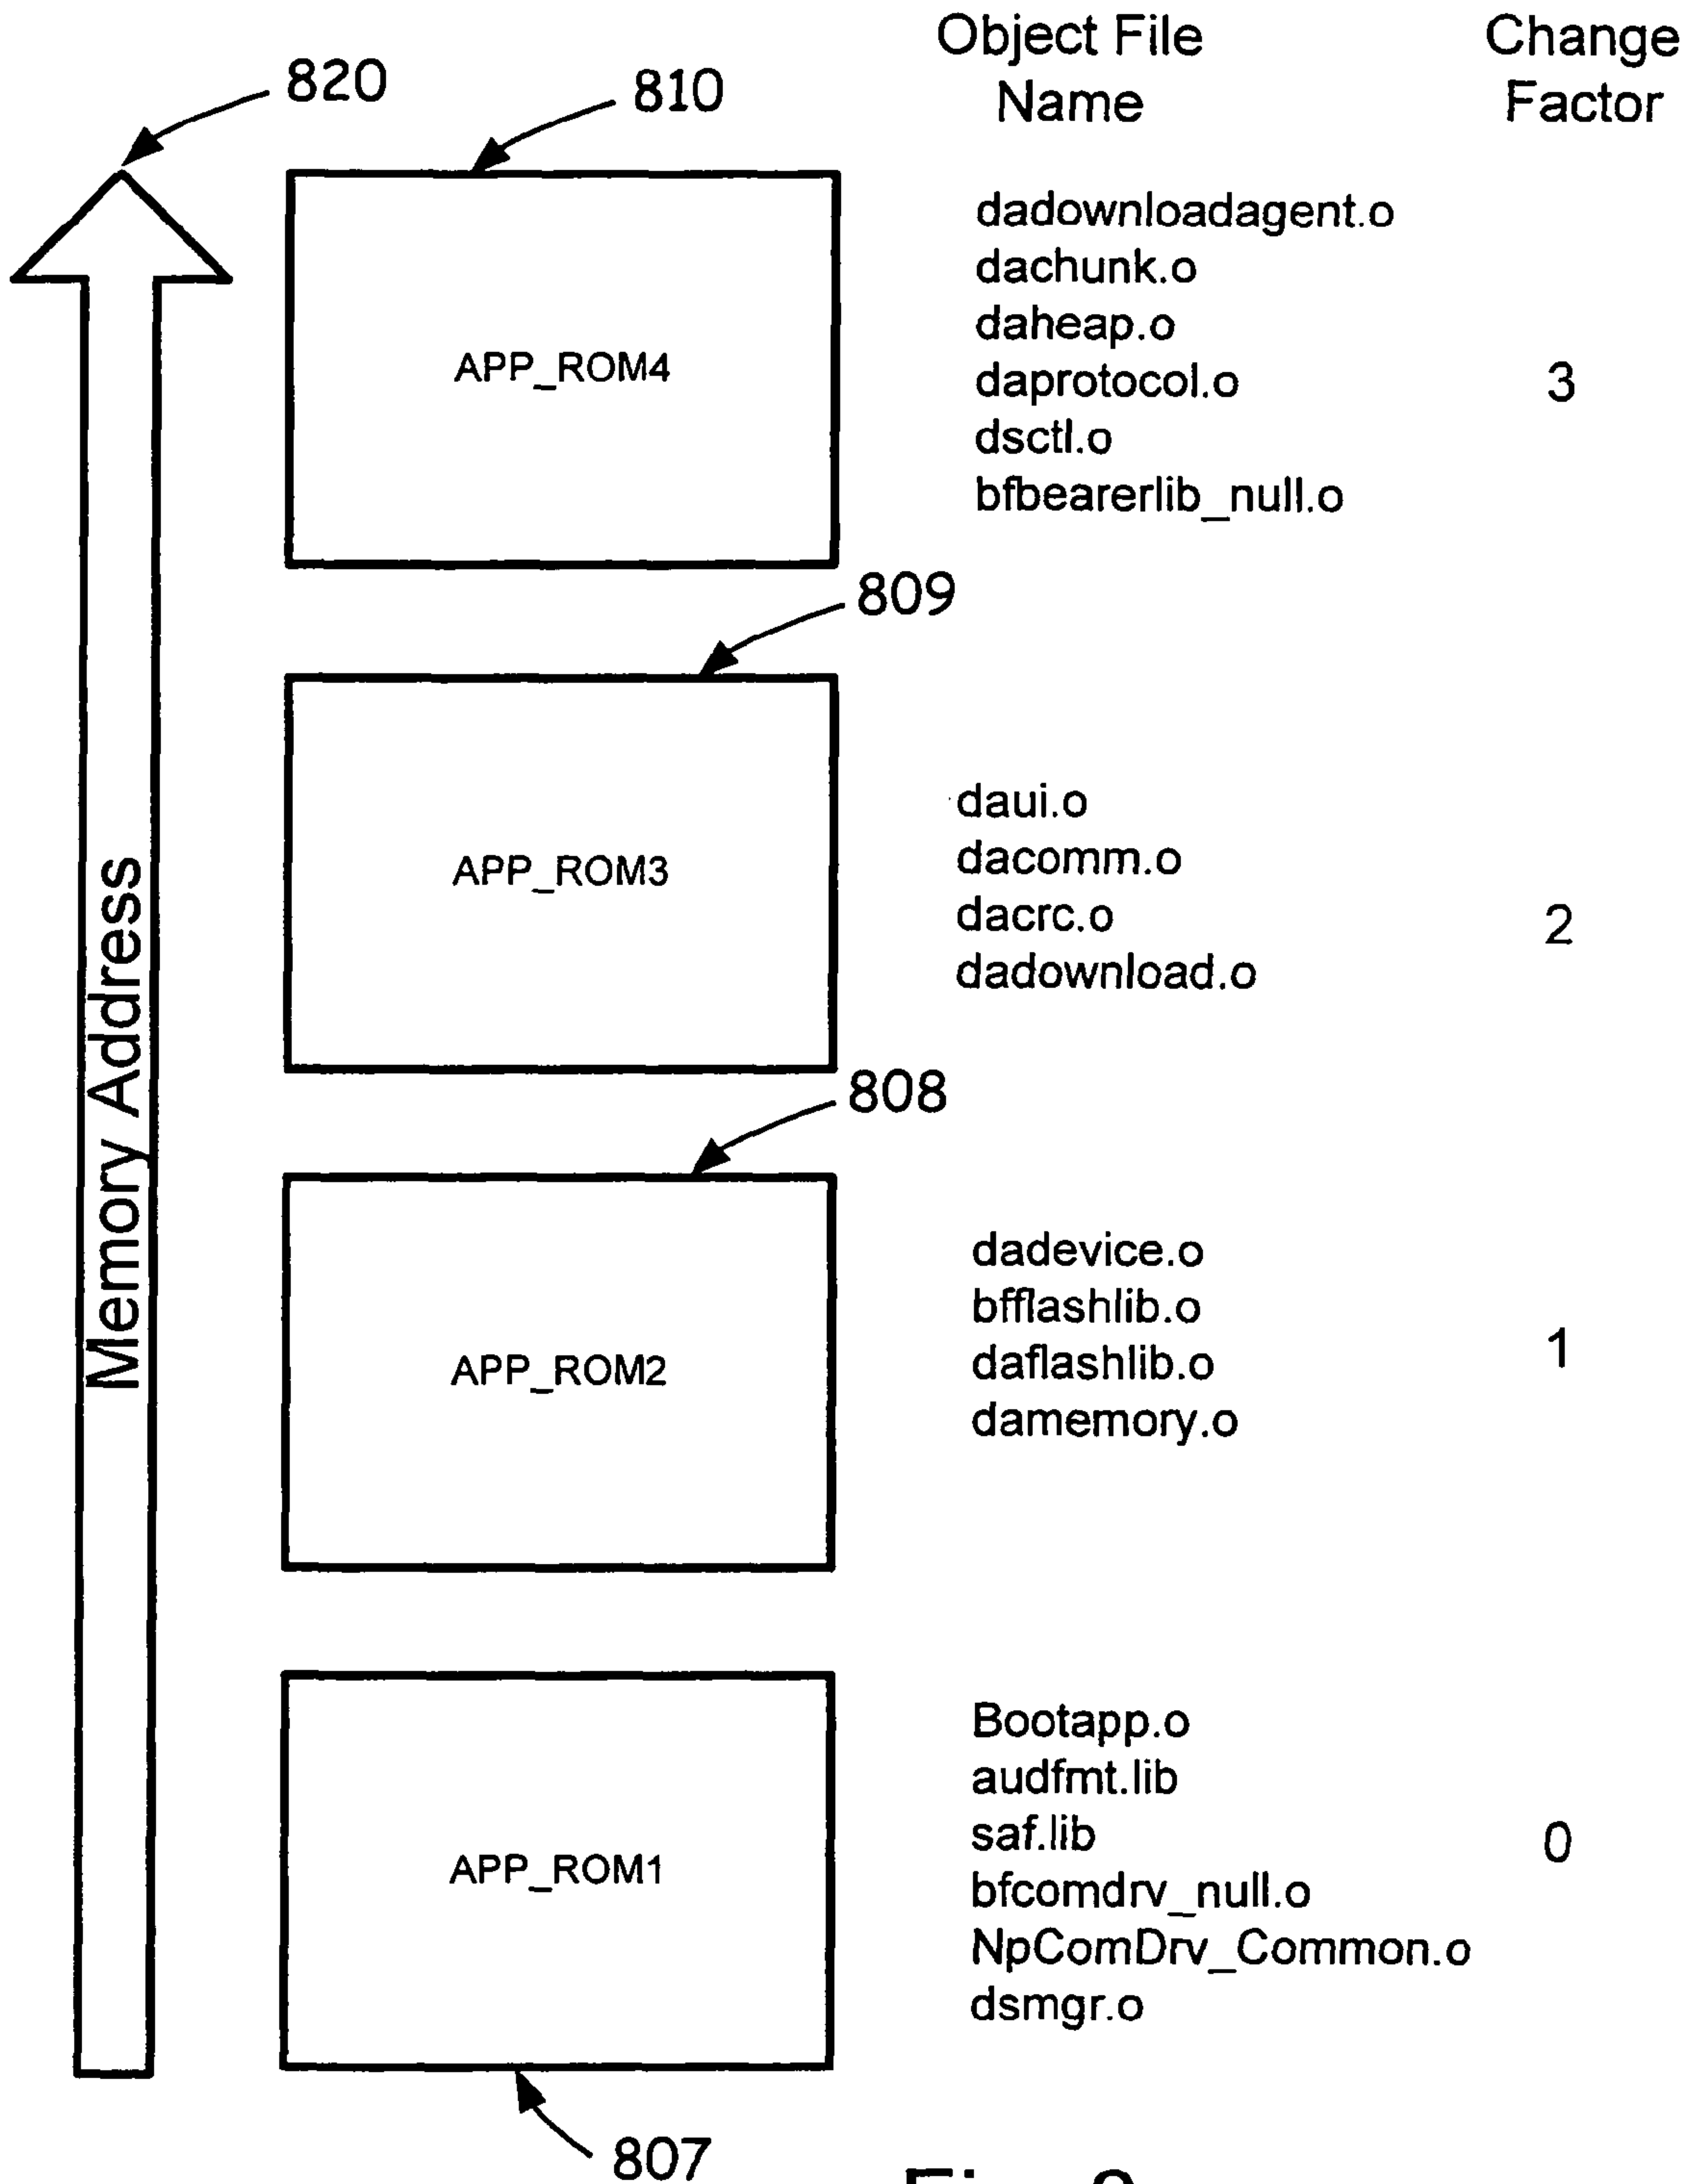 Object File
Name
Change
Factor
820
810
dadownloadagent.o
dachunk.o
daheap.o
daprotocol.o
dsctl.o
bfbearerlib_null.o
APP_ROM4
3
809
daui.o
dacomm.o
dacrc.o
dadownload.o
APP_ROM3
2
Memory Address
808
dadevice.o
bfflashlib.o
daflashlib.o
damemory.o
APP_ROM2
1
Bootapp.o
audfmt.lib
saf.lib
bfcomdrv_null.o
NpComDrv_Common.o
dsmgr.o
APP_ROM1
0
807